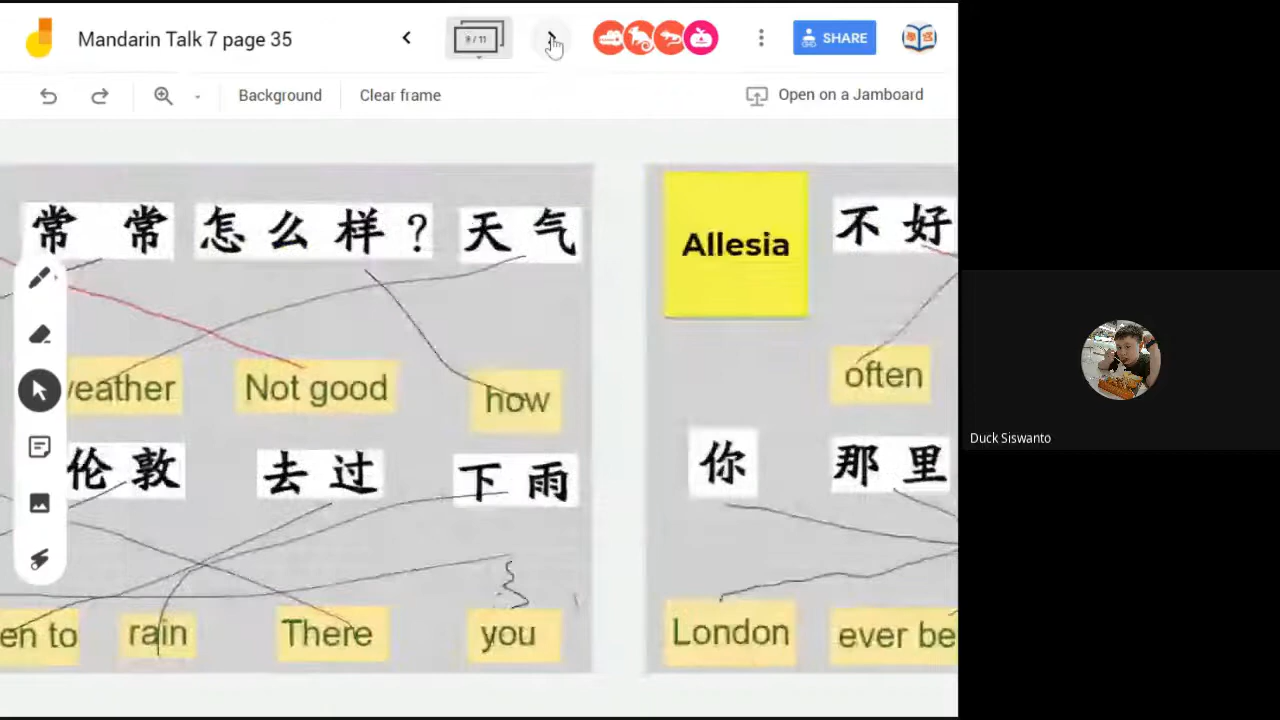 Mandarin Talk 7 page 35
9 / 11
SHARE
Background
Clear frame
Open on a Jamboard
常 常
怎 么 样 ?
天 气
Allesia
不 好
eather
Not good
how
often
伦 敦
去 过
下 雨
你
那 里
en to
rain
There
you
London
ever be
Duck Siswanto